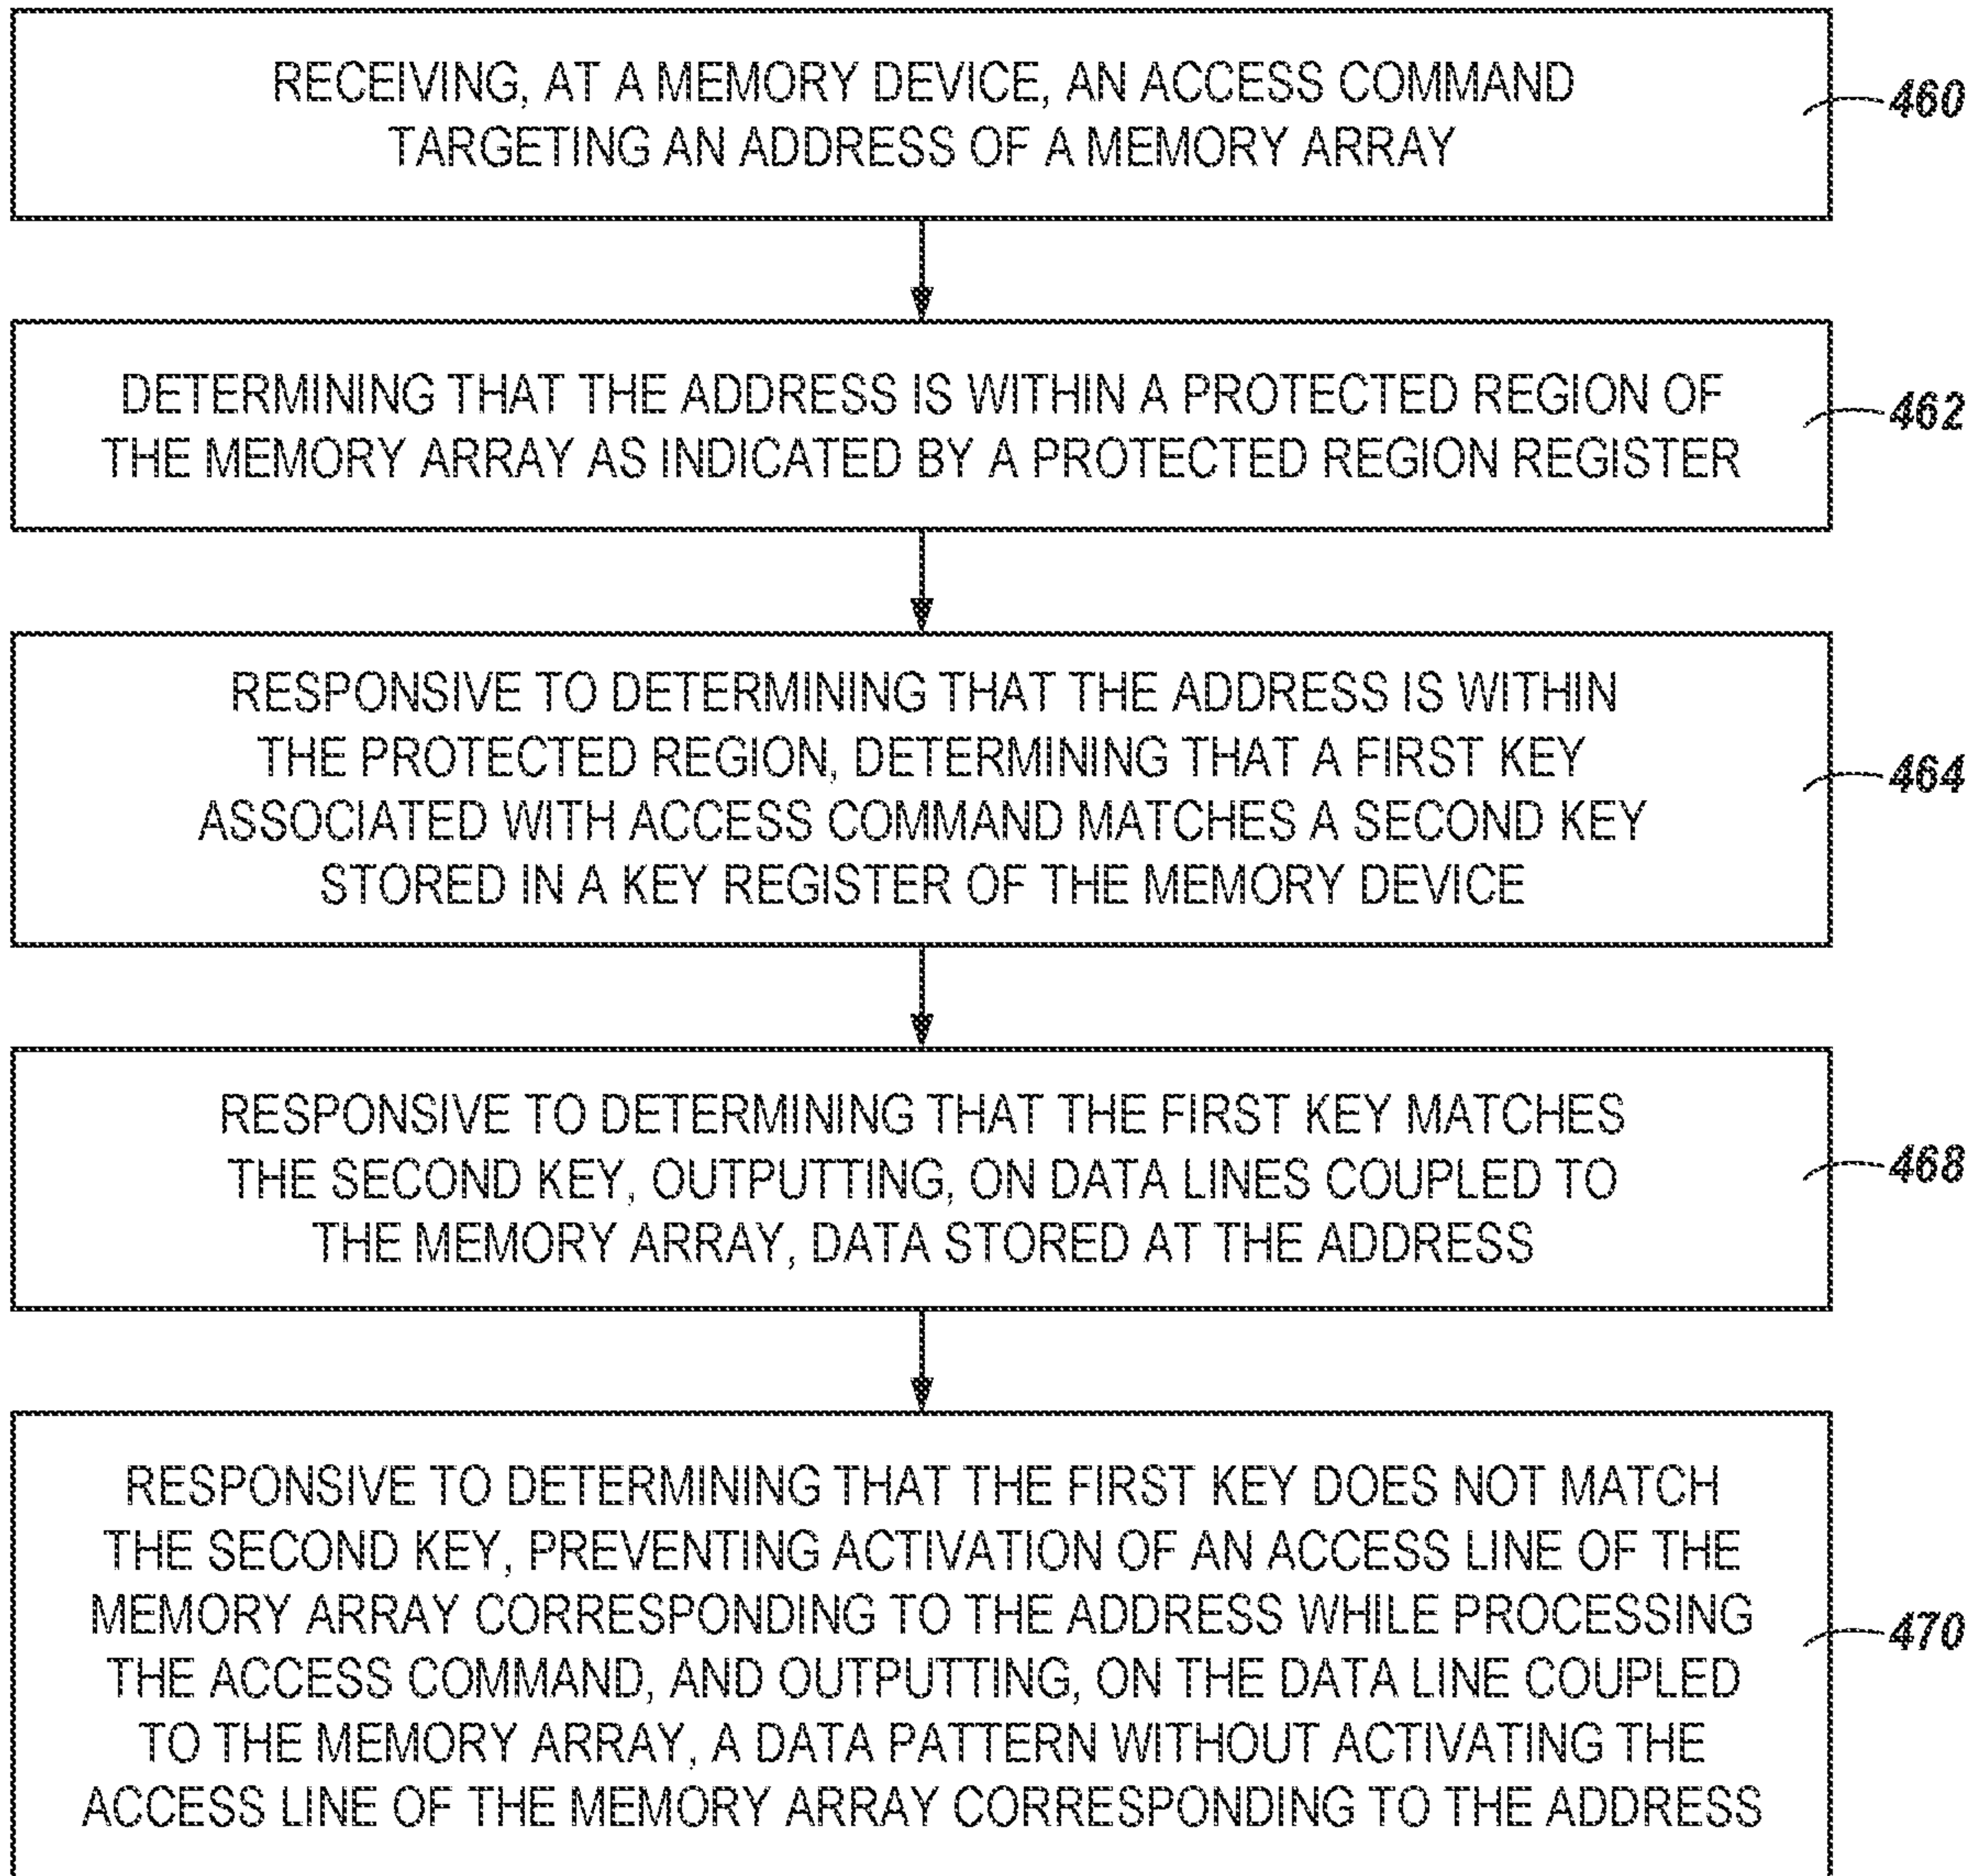 RECEIVING, AT A MEMORY DEVICE, AN ACCESS COMMAND
TARGETING AN ADDRESS OF A MEMORY ARRAY
460
DETERMINING THAT THE ADDRESS IS WITHIN A PROTECTED REGION OF
THE MEMORY ARRAY AS INDICATED BY A PROTECTED REGION REGISTER
462
RESPONSIVE TO DETERMINING THAT THE ADDRESS IS WITHIN
THE PROTECTED REGION, DETERMINING THAT A FIRST KEY
ASSOCIATED WITH ACCESS COMMAND MATCHES A SECOND KEY
STORED IN A KEY REGISTER OF THE MEMORY DEVICE
464
RESPONSIVE TO DETERMINING THAT THE FIRST KEY MATCHES
THE SECOND KEY, OUTPUTTING, ON DATA LINES COUPLED TO
THE MEMORY ARRAY, DATA STORED AT THE ADDRESS
468
RESPONSIVE TO DETERMINING THAT THE FIRST KEY DOES NOT MATCH
THE SECOND KEY, PREVENTING ACTIVATION OF AN ACCESS LINE OF THE
MEMORY ARRAY CORRESPONDING TO THE ADDRESS WHILE PROCESSING
THE ACCESS COMMAND, AND OUTPUTTING, ON THE DATA LINE COUPLED
TO THE MEMORY ARRAY, A DATA PATTERN WITHOUT ACTIVATING THE
ACCESS LINE OF THE MEMORY ARRAY CORRESPONDING TO THE ADDRESS
470